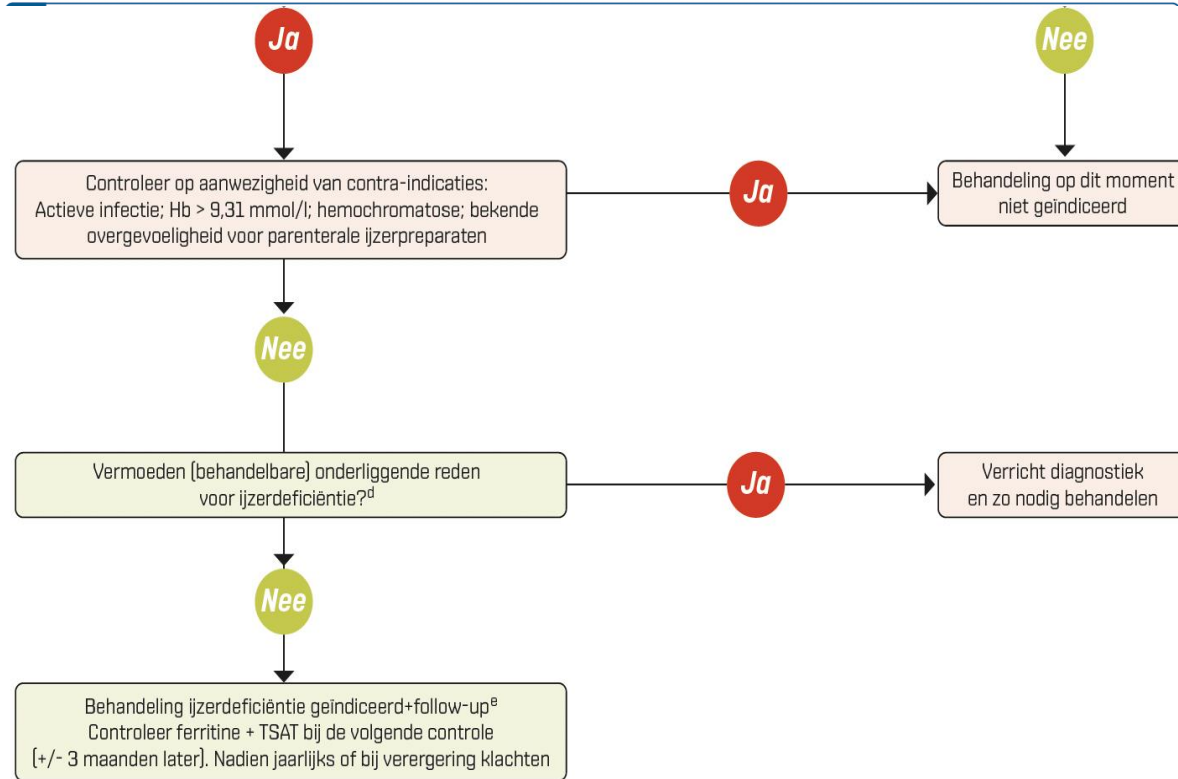 Ja
Nee
Controleer op aanwezigheid van contra-indicaties:
Actieve infectie; Hb > 9,31 mmol/l; hemochromatose; bekende
overgevoeligheid voor parenterale ijzerpreparaten
Ja
Behandeling op dit moment
niet geïndiceerd
Nee
Vermoeden (behandelbare) onderliggende reden
voor ijzerdeficiëntie?ᵈ
Ja
Verricht diagnostiek
en zo nodig behandelen
Nee
Behandeling ijzerdeficiëntie geïndiceerd+follow-upᵉ
Controleer ferritine + TSAT bij de volgende controle
(+/- 3 maanden later). Nadien jaarlijks of bij verergering klachten